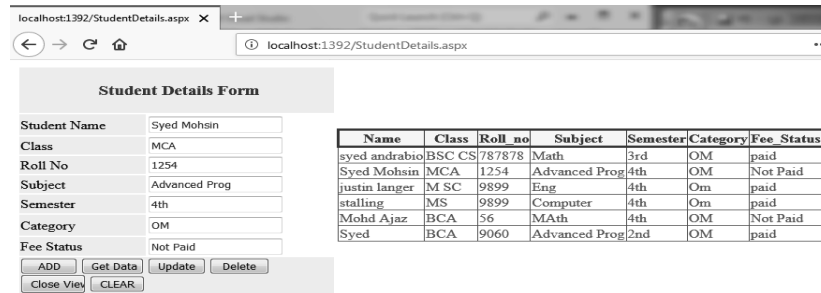 localhost:1392/StudentDetails.aspx
localhost:1392/StudentDetails.aspx
Student Details Form
Student Name Syed Mohsin
Class MCA
Roll No 1254
Subject Advanced Prog
Semester 4th
Category OM
Fee Status Not Paid
ADD Get Data Update Delete
Close View CLEAR
Name Class Roll_no Subject Semester Category Fee_Status
syed andrabio BSC CS 787878 Math 3rd OM paid
Syed Mohsin MCA 1254 Advanced Prog 4th OM Not Paid
justin langer M SC 9899 Eng 4th Om paid
stalling MS 9899 Computer 4th Om paid
Mohd Ajaz BCA 56 MAth 4th OM Not Paid
Syed BCA 9060 Advanced Prog 2nd OM paid